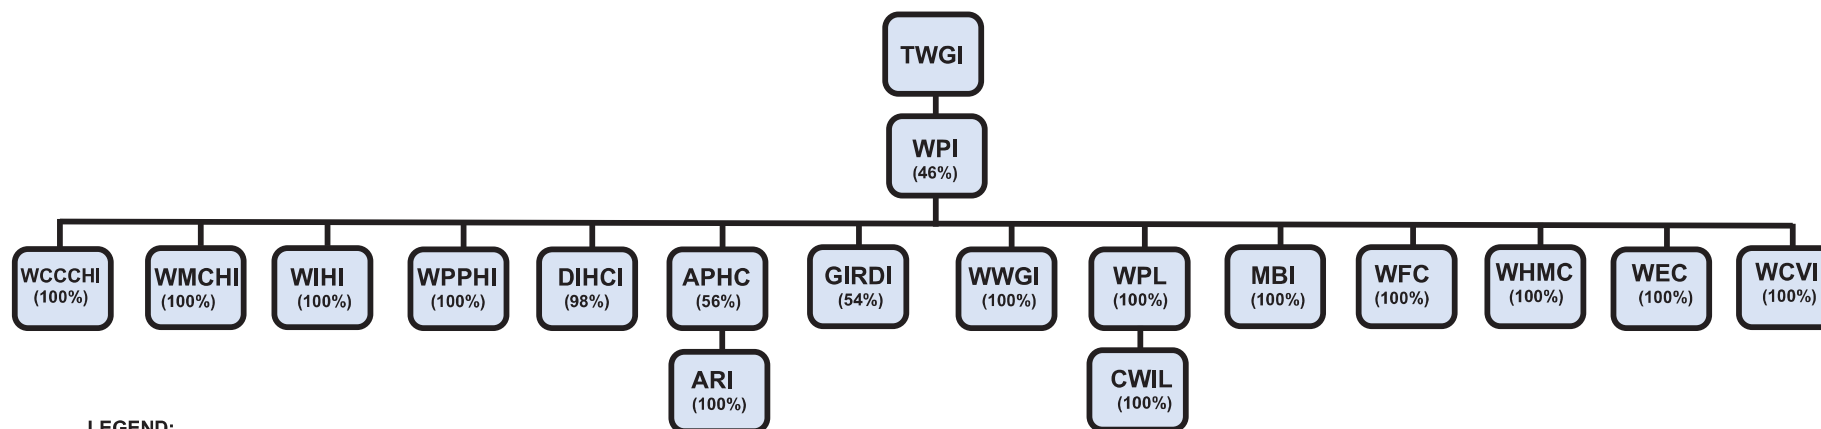 TWGI
WPI
(46%)
WCCCHI
(100%)
WMCHI
(100%)
WIHI
(100%)
WPPHI
(100%)
DIHCI
(98%)
APHC
(56%)
GIRDI
(54%)
WWGI
(100%)
WPL
(100%)
MBI
(100%)
WFC
(100%)
WHMC
(100%)
WEC
(100%)
WCVI
(100%)
ARI
(100%)
CWIL
(100%)
LEGEND: